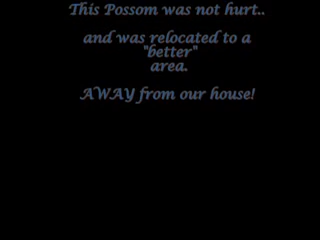 This Possom was not hurt..
and was relocated to a
"better"
area.
AWAY from our house!